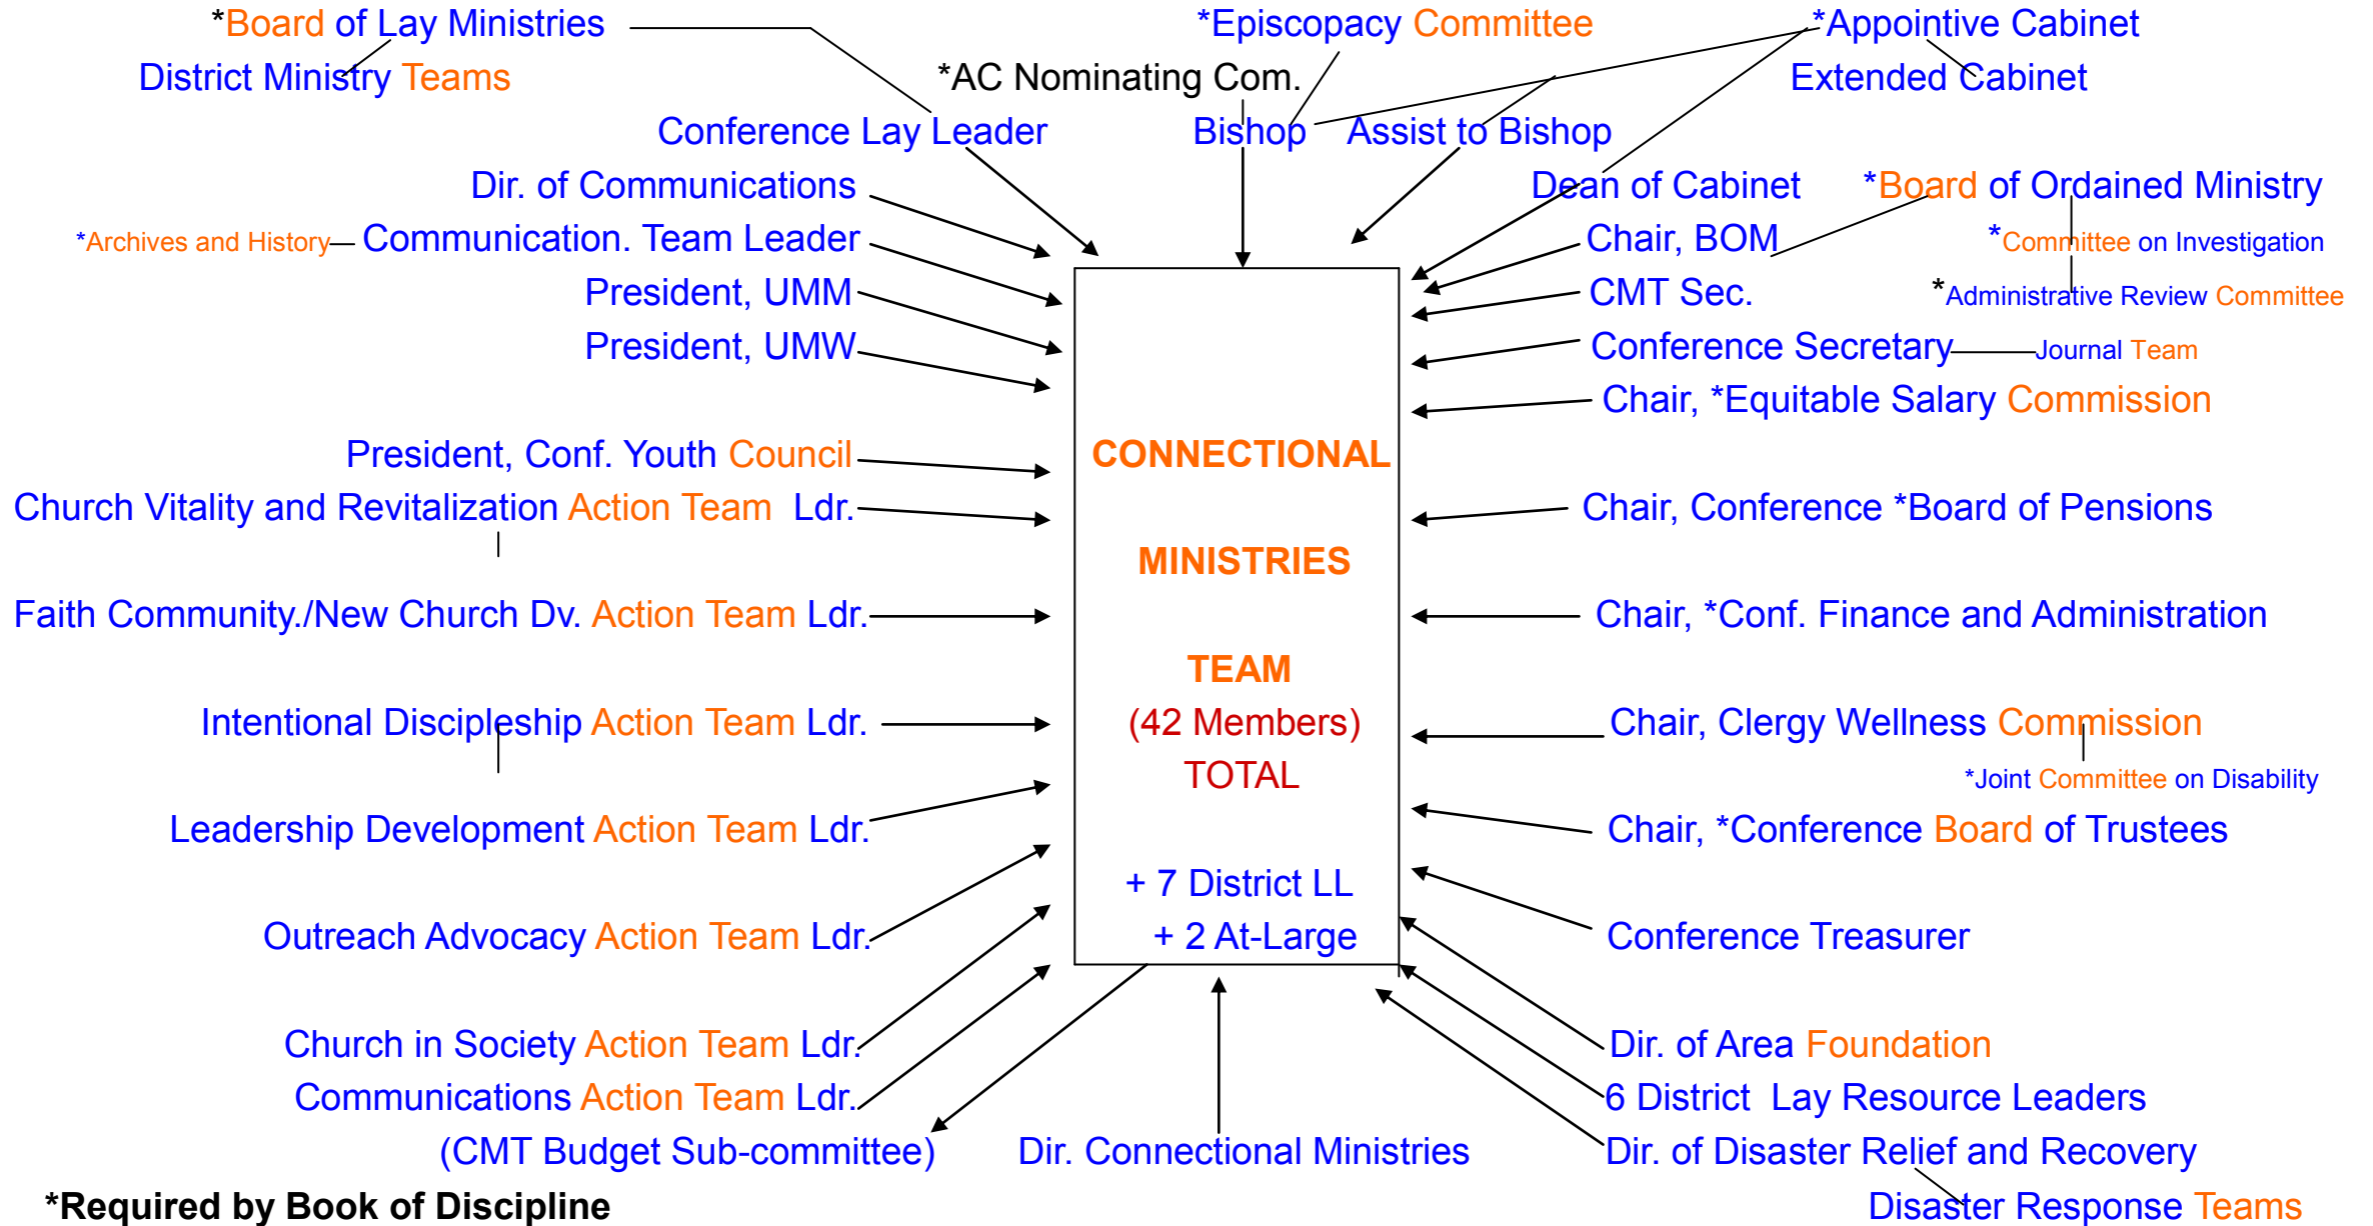 *Board of Lay Ministries
*Episcopacy Committee
*Appointive Cabinet
District Ministry Teams
*AC Nominating Com.
Extended Cabinet
Conference Lay Leader
Bishop
Assist to Bishop
Dir. of Communications
Dean of Cabinet
*Board of Ordained Ministry
*Archives and History
Communication. Team Leader
Chair, BOM
*Committee on Investigation
President, UMM
CMT Sec.
*Administrative Review Committee
President, UMW
Conference Secretary
Journal Team
Chair, *Equitable Salary Commission
President, Conf. Youth Council
CONNECTIONAL
Church Vitality and Revitalization Action Team Ldr.
Chair, Conference *Board of Pensions
MINISTRIES
Faith Community./New Church Dv. Action Team Ldr.
Chair, *Conf. Finance and Administration
TEAM
Intentional Discipleship Action Team Ldr.
(42 Members)
Chair, Clergy Wellness Commission
TOTAL
*Joint Committee on Disability
Leadership Development Action Team Ldr.
Chair, *Conference Board of Trustees
+ 7 District LL
Outreach Advocacy Action Team Ldr.
+ 2 At-Large
Conference Treasurer
Church in Society Action Team Ldr.
Dir. of Area Foundation
Communications Action Team Ldr.
6 District Lay Resource Leaders
(CMT Budget Sub-committee)
Dir. Connectional Ministries
Dir. of Disaster Relief and Recovery
*Required by Book of Discipline
Disaster Response Teams